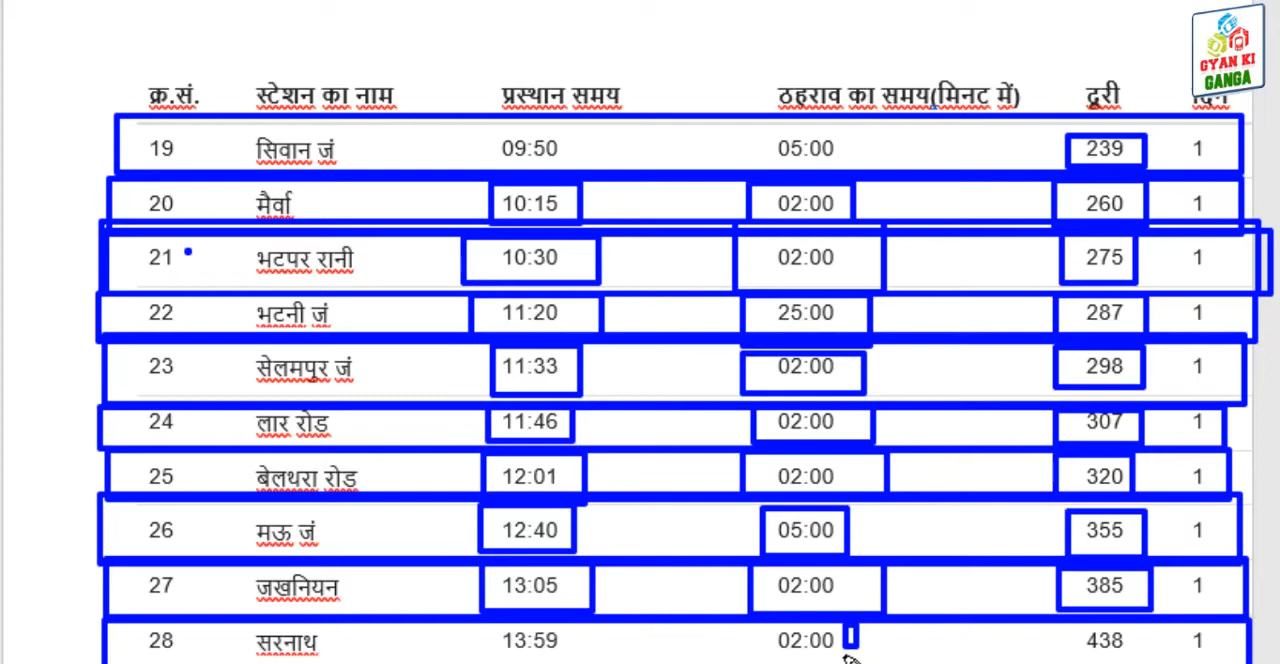 GYAN KI
GANGA
क्र.सं. स्टेशन का नाम प्रस्थान समय ठहराव का समय(मिनट में) दूरी दिन
19 सिवान जं 09:50 05:00 239 1
20 मैर्वा 10:15 02:00 260 1
21 भटपर रानी 10:30 02:00 275 1
22 भटनी जं 11:20 25:00 287 1
23 सेलमपुर जं 11:33 02:00 298 1
24 लार रोड 11:46 02:00 307 1
25 बेलथरा रोड 12:01 02:00 320 1
26 मऊ जं 12:40 05:00 355 1
27 जखनियन 13:05 02:00 385 1
28 सरनाथ 13:59 02:00 438 1